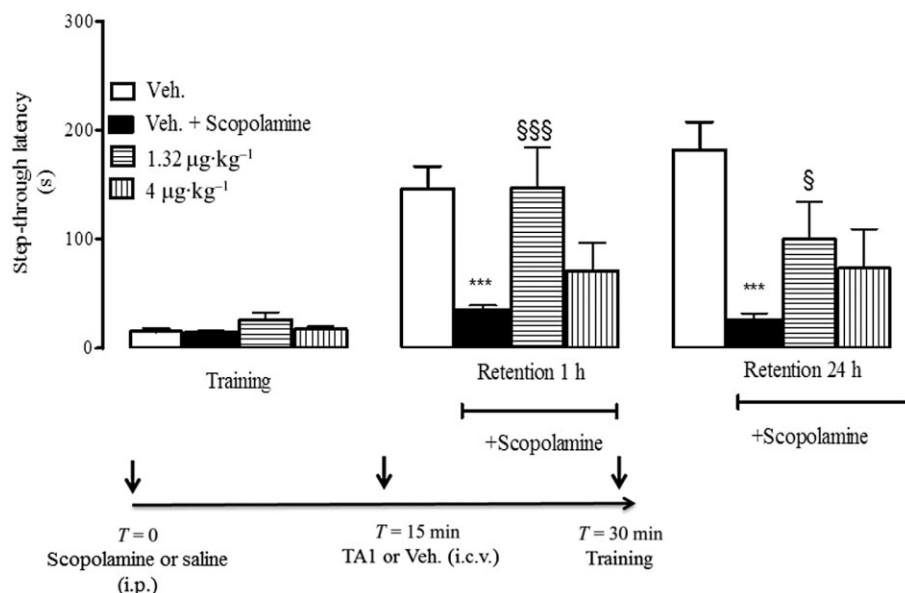 Step-through latency
(s)
300
200
100
0
Veh.
Veh. + Scopolamine
1.32 µg·kg⁻¹
4 µg·kg⁻¹
***
§§§
***
§
Training
Retention 1 h
Retention 24 h
+Scopolamine
+Scopolamine
T = 0
Scopolamine or saline
(i.p.)
T = 15 min
TA1 or Veh. (i.c.v.)
T = 30 min
Training